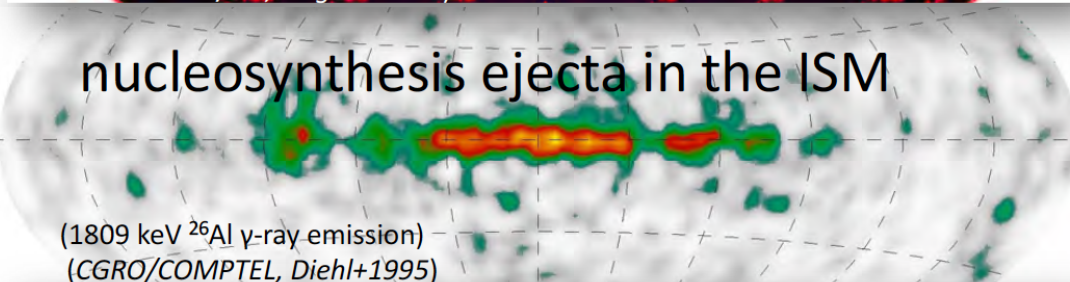 nucleosynthesis ejecta in the ISM
(1809 keV ²⁶Al γ-ray emission)
(CGRO/COMPTEL, Diehl+1995)